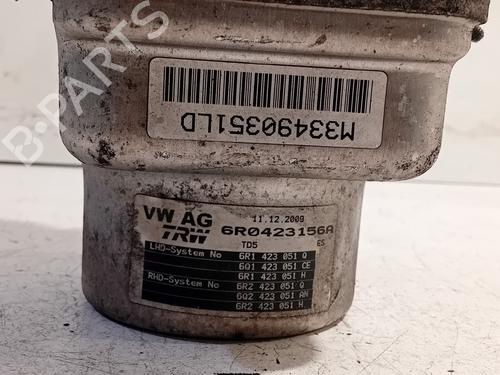 B-PARTS
M33490351LD
VW AG 11.12.2009
TRW 6R0423156A
TD5 ES
LHD-System No 6R1 423 051 Q
6Q1 423 051 CE
6R1 423 051 H
RHD-System No 6R2 423 051 Q
6Q2 423 051 AN
6R2 423 051 H.